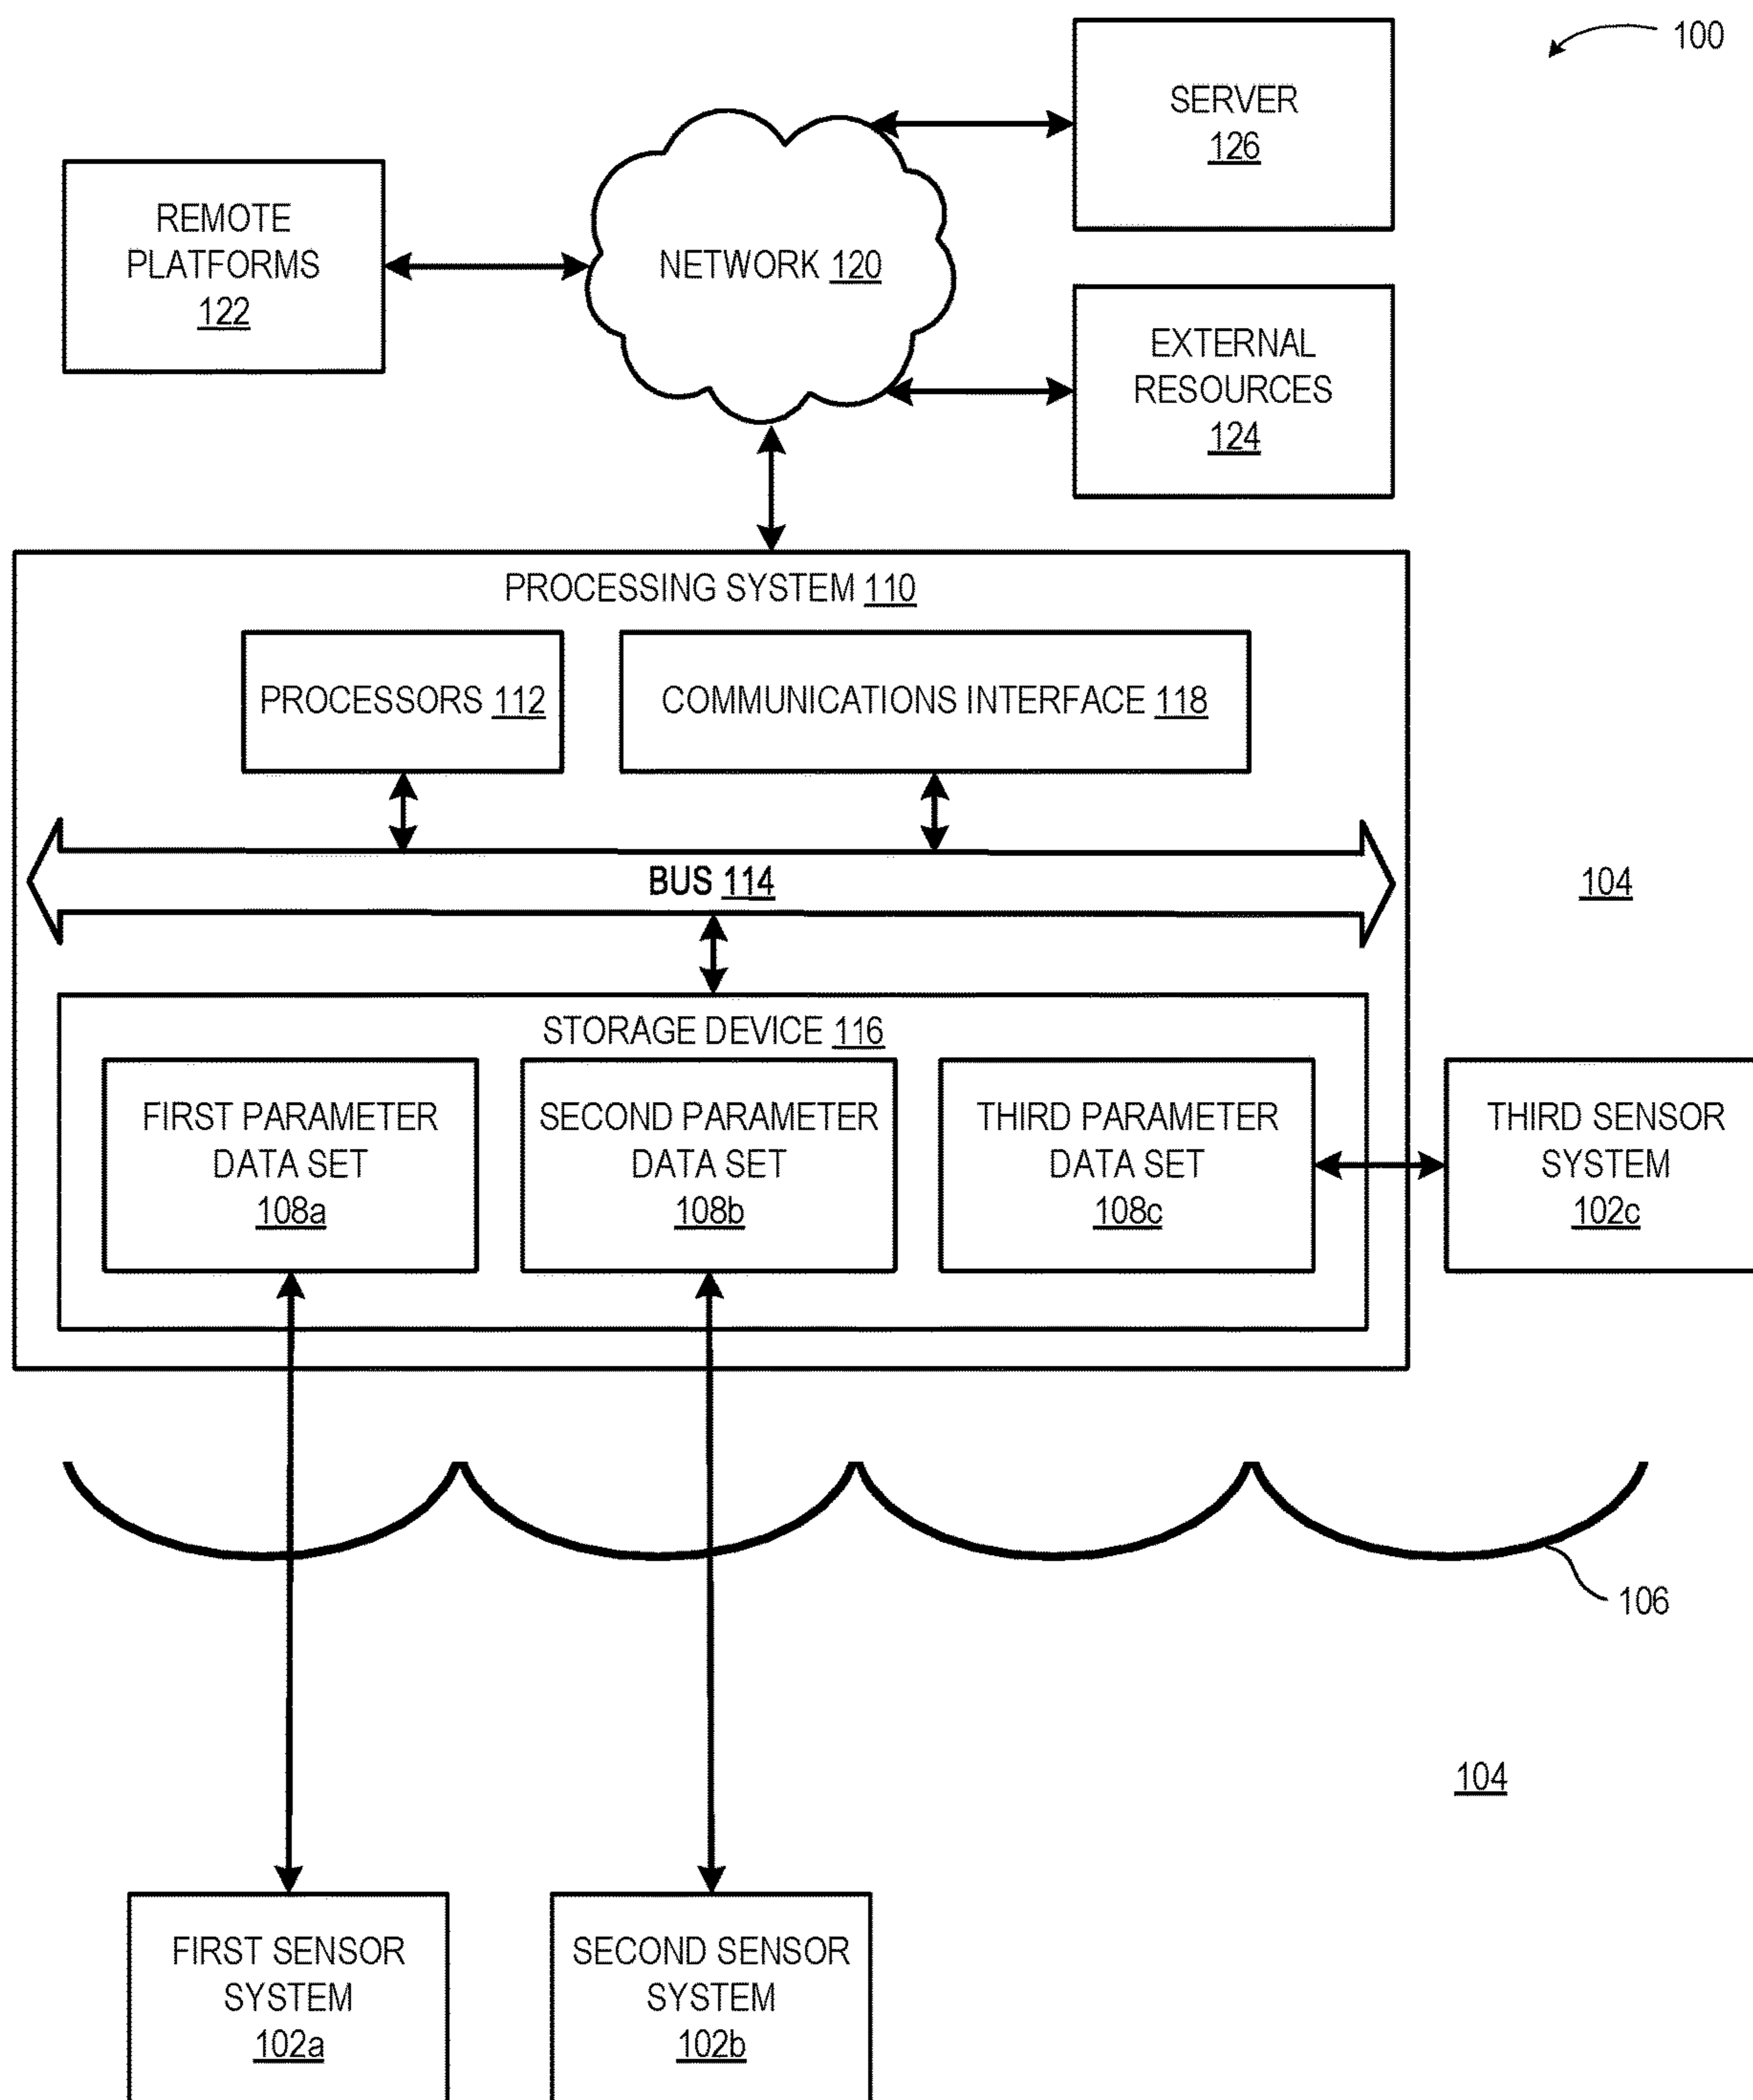 100
SERVER
126
REMOTE
PLATFORMS
122
NETWORK 120
EXTERNAL
RESOURCES
124
PROCESSING SYSTEM 110
PROCESSORS 112
COMMUNICATIONS INTERFACE 118
BUS 114
104
STORAGE DEVICE 116
FIRST PARAMETER
DATA SET
108a
SECOND PARAMETER
DATA SET
108b
THIRD PARAMETER
DATA SET
108c
THIRD SENSOR
SYSTEM
102c
106
104
FIRST SENSOR
SYSTEM
102a
SECOND SENSOR
SYSTEM
102b